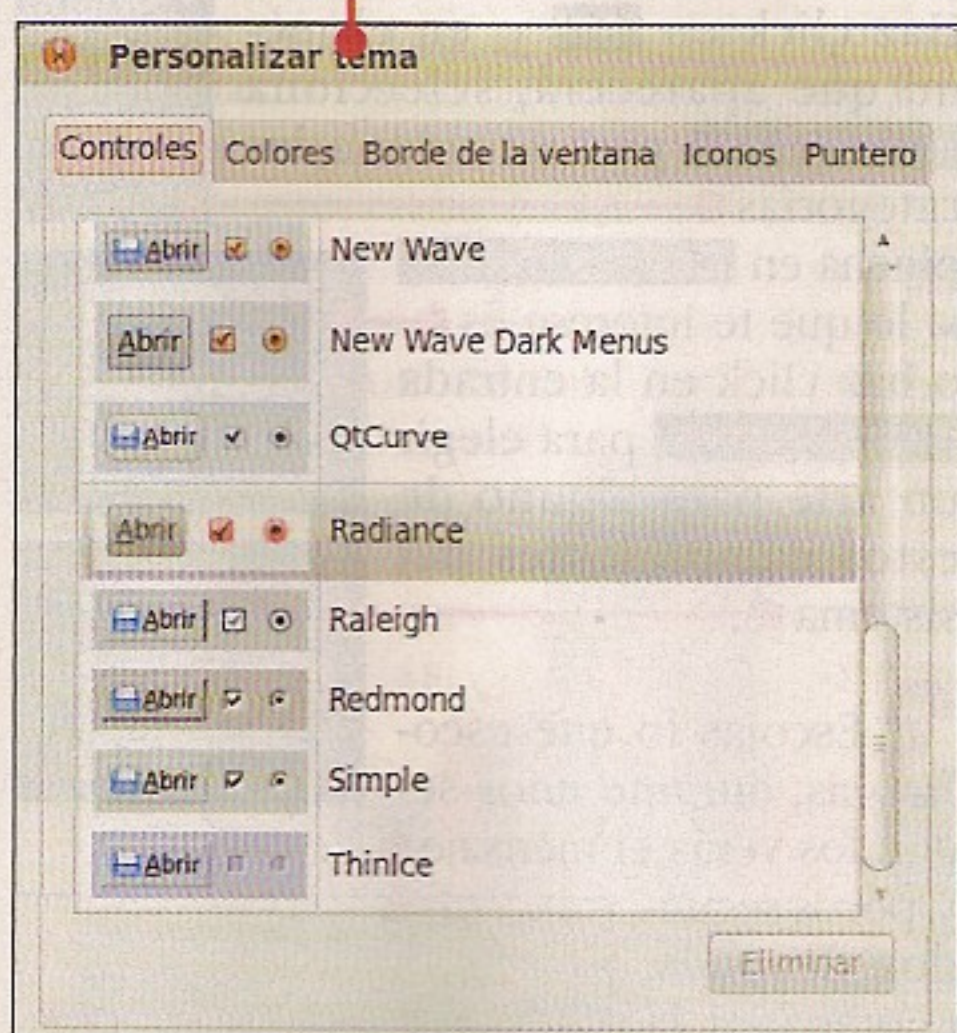 Personalizar tema
Controles Colores Borde de la ventana Iconos Puntero
Abrir New Wave
Abrir New Wave Dark Menus
Abrir QtCurve
Abrir Radiance
Abrir Raleigh
Abrir Redmond
Abrir Simple
Abrir ThinIce
Eliminar